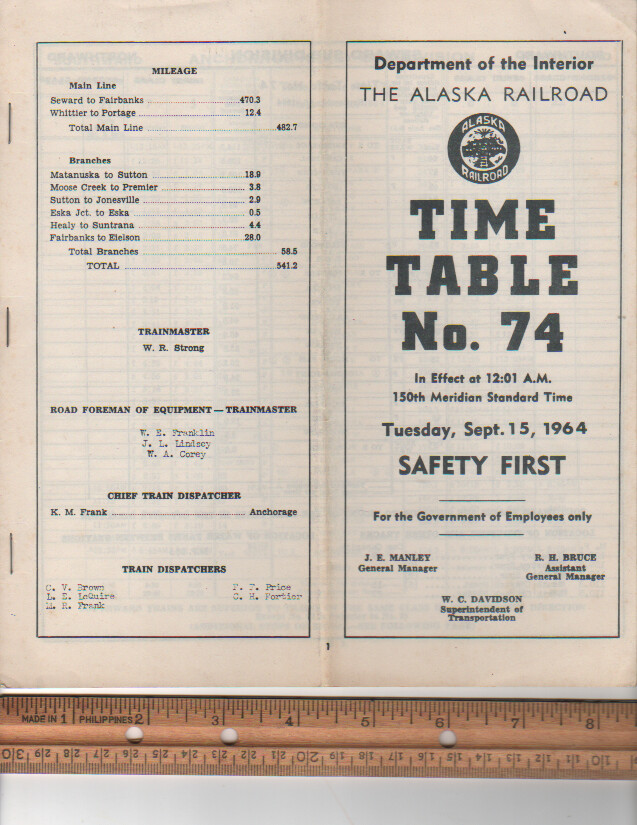 MILEAGE
Main Line
Seward to Fairbanks 470.3
Whittier to Portage 12.4
Total Main Line 482.7
Branches
Matanuska to Sutton 18.9
Moose Creek to Premier 3.8
Sutton to Jonesville 2.9
Eska Jct. to Eska 0.5
Healy to Suntrana 4.4
Fairbanks to Eielson 28.0
Total Branches 58.5
TOTAL 541.2
TRAINMASTER
W. R. Strong
ROAD FOREMAN OF EQUIPMENT — TRAINMASTER
W. E. Franklin
J. L. Lindsey
W. A. Corey
CHIEF TRAIN DISPATCHER
K. M. Frank Anchorage
TRAIN DISPATCHERS
C. V. Brown
L. E. LeQuire
M. R. Frank
F. F. Price
C. H. Fortier
1
Department of the Interior
THE ALASKA RAILROAD
ALASKA
RAILROAD
TIME
TABLE
No. 74
In Effect at 12:01 A.M.
150th Meridian Standard Time
Tuesday, Sept. 15, 1964
SAFETY FIRST
For the Government of Employees only
J. E. MANLEY
General Manager
R. H. BRUCE
Assistant
General Manager
W. C. DAVIDSON
Superintendent of
Transportation
MADE IN 1 PHILIPPINES 2 3 4 5 6 7 8